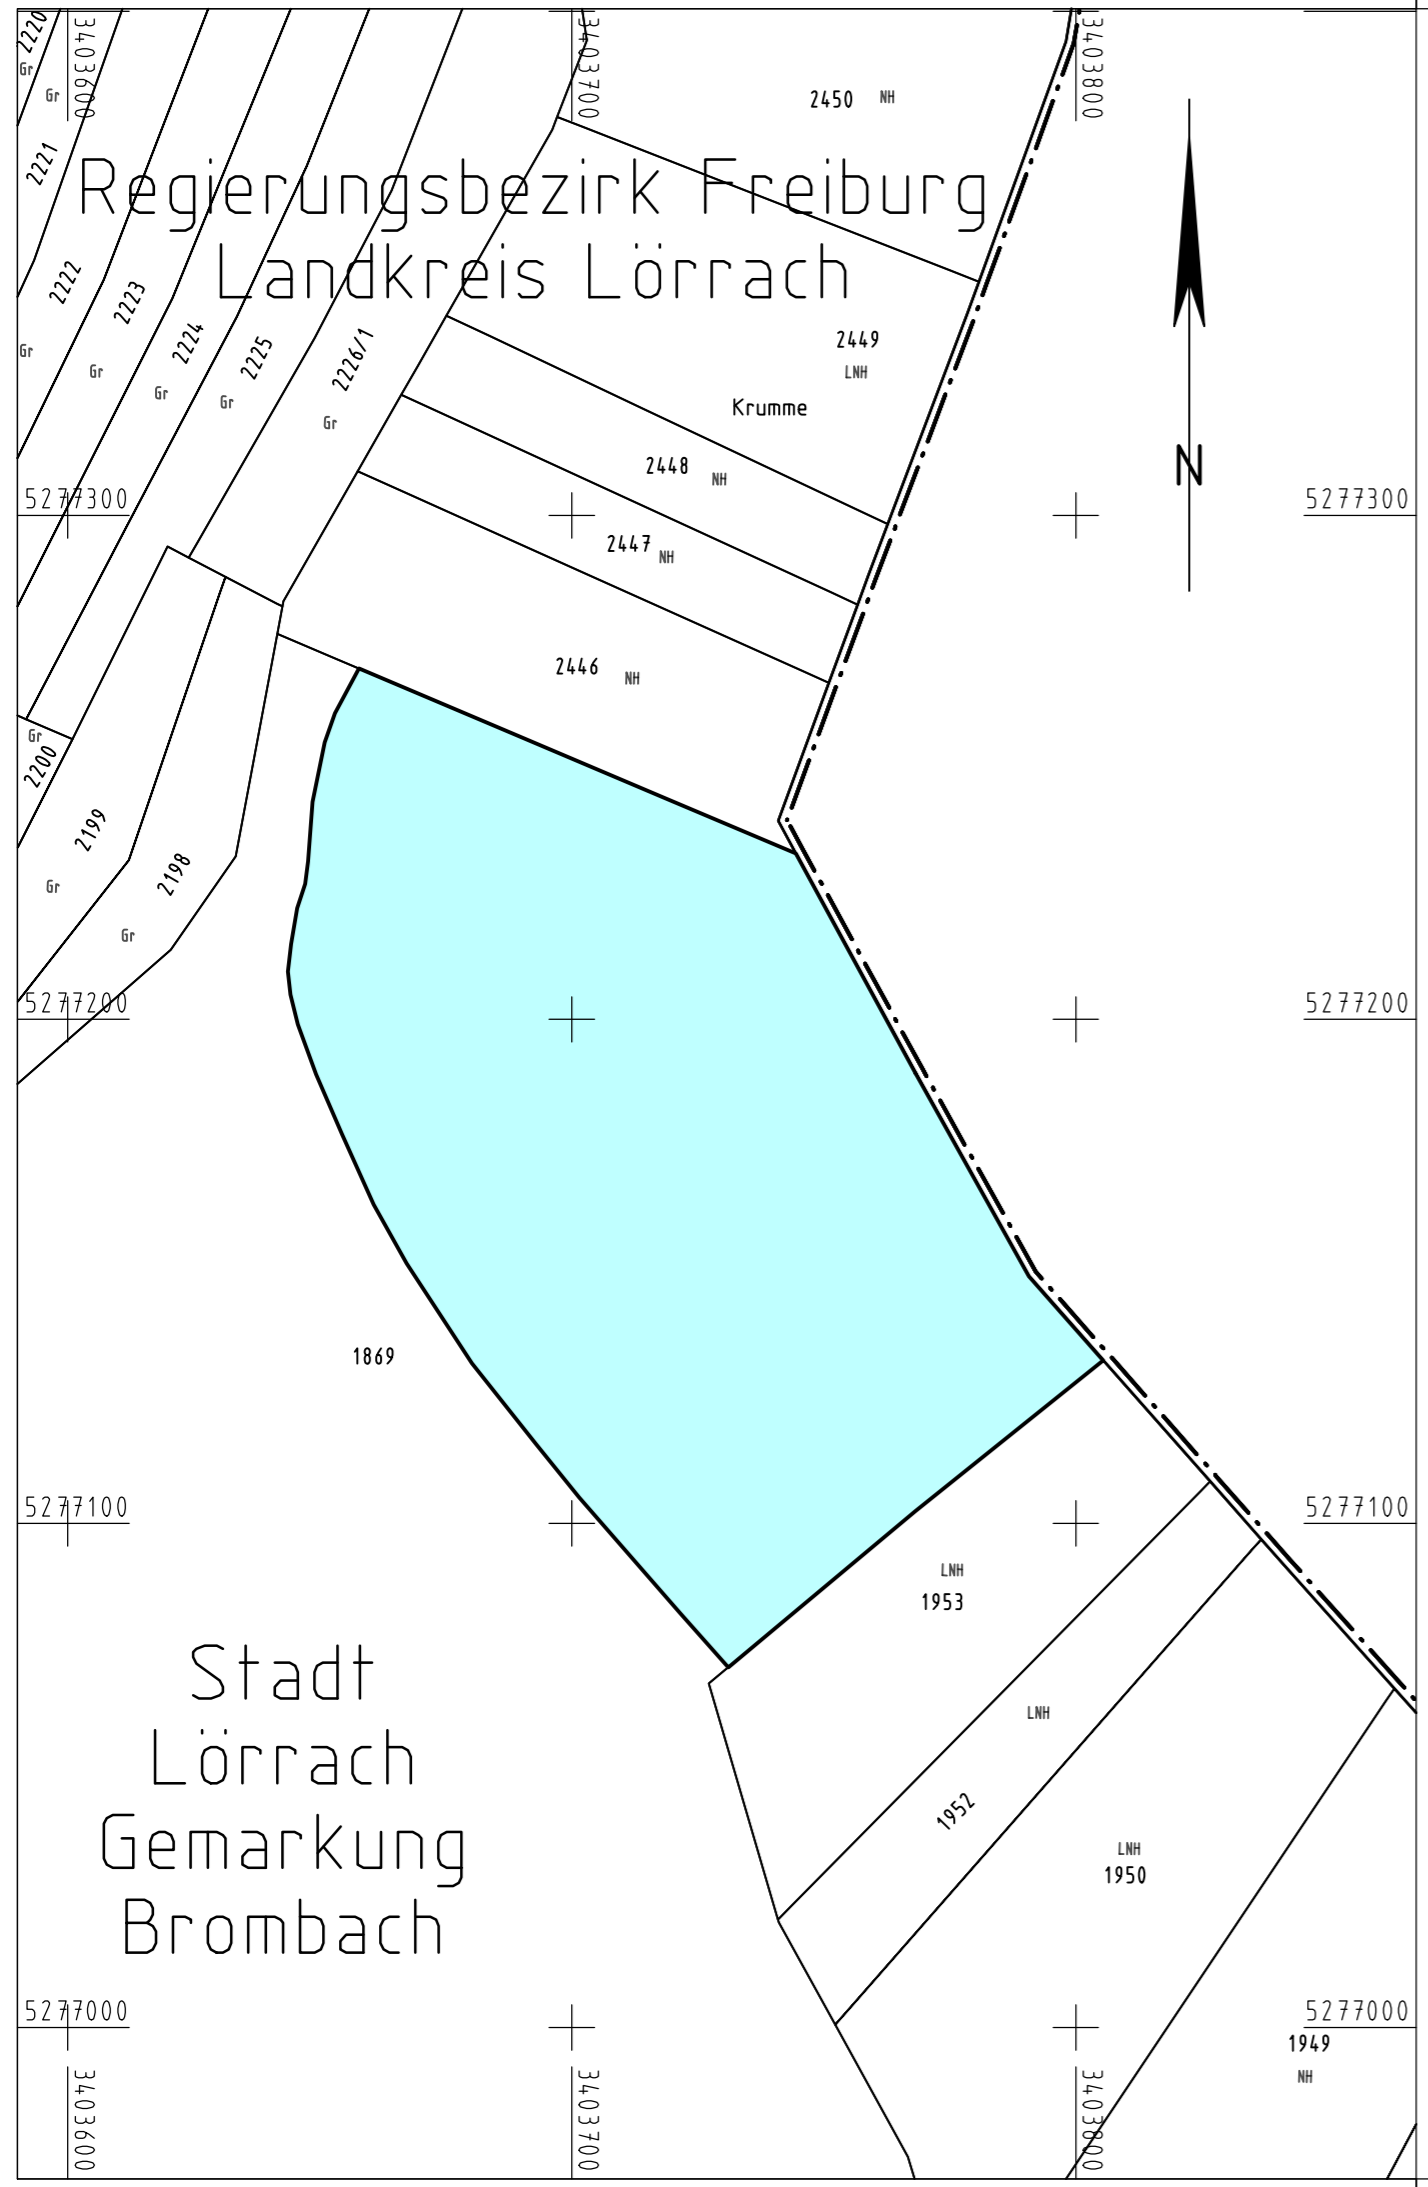 2220
Gr
Gr
3403600
3403700
3403800
2450 NH
2221
Regierungsbezirk Freiburg
Landkreis Lörrach
2222
2223
2224
2225
2226/1
Gr
Gr
Gr
Gr
Gr
2449
LNH
Krumme
N
2448 NH
5277300
5277300
2447 NH
2446 NH
Gr
2200
2199
2198
Gr
Gr
5277200
5277200
1869
5277100
5277100
LNH
1953
Stadt
Lörrach
Gemarkung
Brombach
LNH
1952
LNH
1950
5277000
5277000
1949
NH
3403600
3403700
3403800